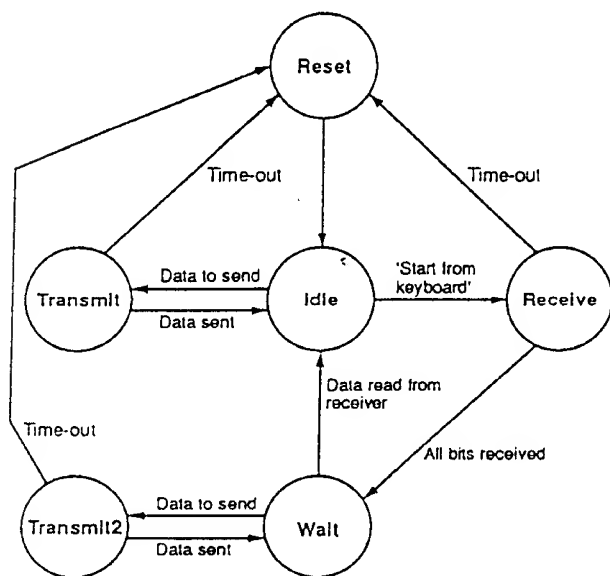 Reset
Time-out
Time-out
Data to send
Transmit
Idle
'Start from
keyboard'
Receive
Data sent
Data read from
receiver
Time-out
All bits received
Data to send
Transmit2
Wait
Data sent